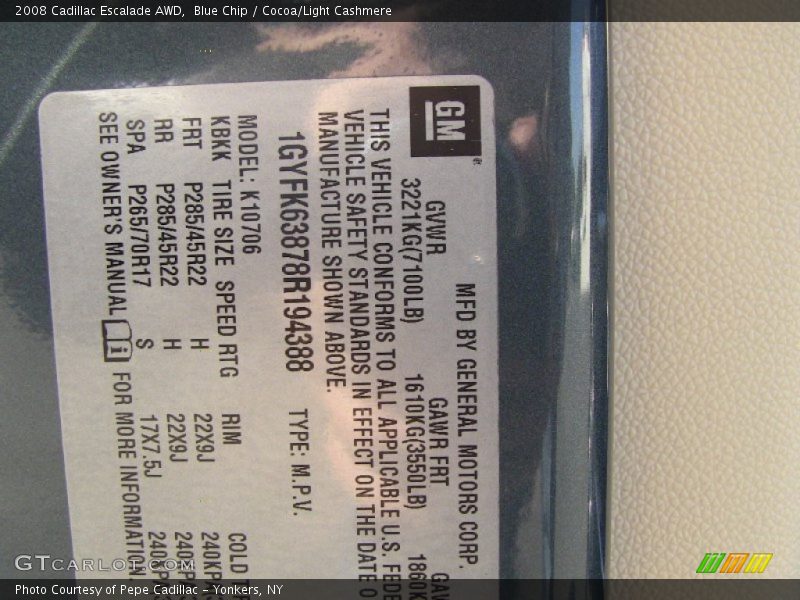 2008 Cadillac Escalade AWD, Blue Chip / Cocoa/Light Cashmere
GM
MFD BY GENERAL MOTORS CORP.
GVWR GAWR FRT
3221KG(7100LB) 1610KG(3550LB)
THIS VEHICLE CONFORMS TO ALL APPLICABLE U.S.
VEHICLE SAFETY STANDARDS IN EFFECT ON THE DATE
MANUFACTURE SHOWN ABOVE.
1GYFK63878R194388 TYPE: M.P.V.
MODEL: K10706
KBKK TIRE SIZE SPEED RTG RIM COLD
FRT P285/45R22 H 22X9J
RR P285/45R22 H 22X9J
SPA P265/70R17 S 17X7.5J
SEE OWNER'S MANUAL FOR MORE INFORMATION
GTCarLot.com
Photo Courtesy of Pepe Cadillac – Yonkers, NY